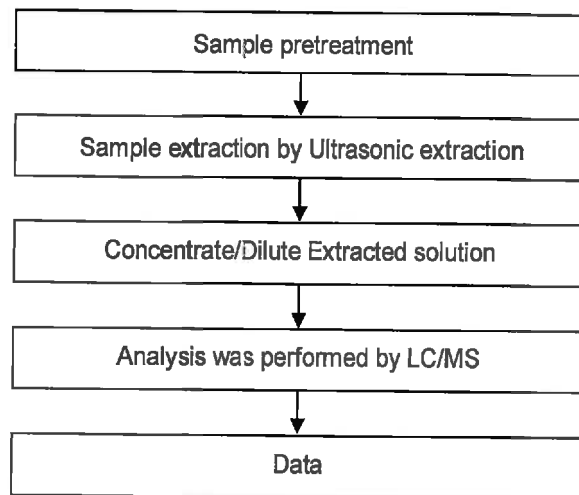 Sample pretreatment
Sample extraction by Ultrasonic extraction
Concentrate/Dilute Extracted solution
Analysis was performed by LC/MS
Data